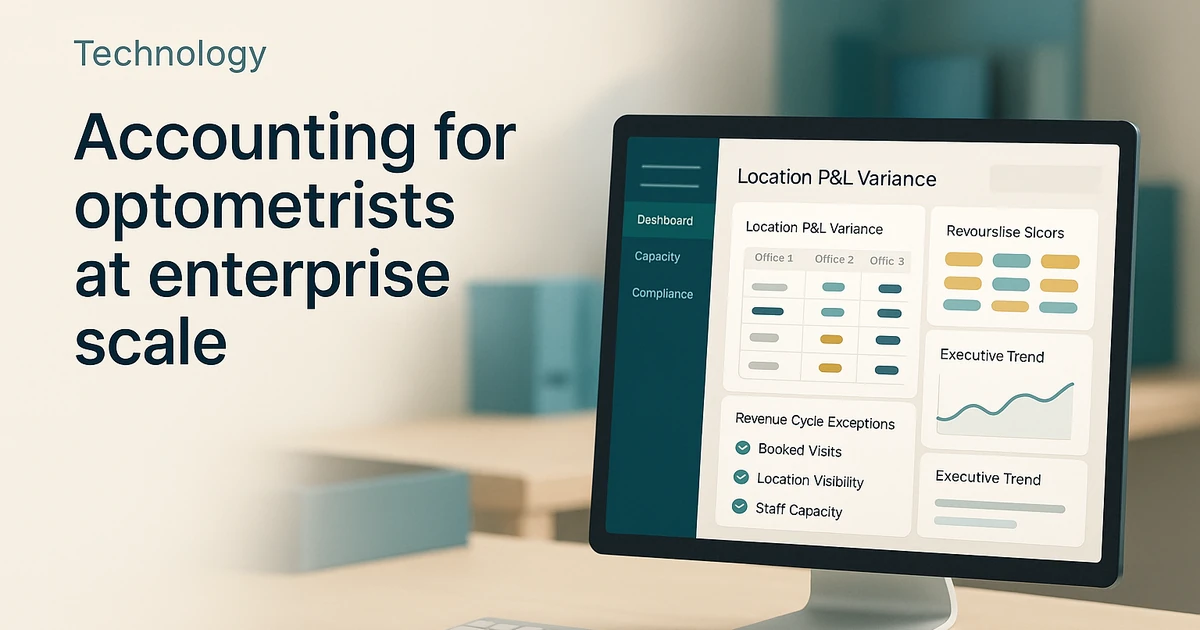 Technology
Accounting for
optometrists
at enterprise
scale
Location P&L Variance
Deshboard
Capacity
Compliance
Location P&L Variance
Office 1 Office 2 Offic 3
Revourslise Slcors
Executive Trend
Revenue Cycle Exceptions
Booked Visits
Location Visibility
Staff Capacity
Executive Trend